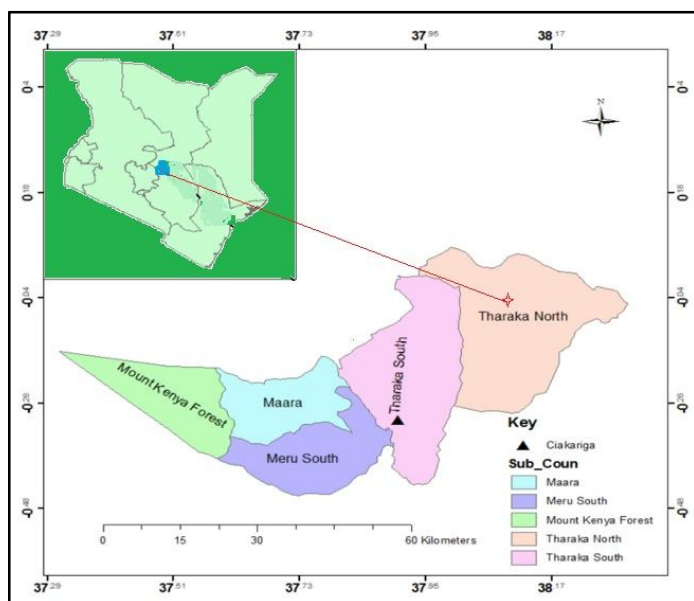 37.29 37.51 37.73 37.96 38.17
N
0.4
0.18
-0.04
-0.26
-0.48
0.4
0.18
-0.04
-0.26
-0.48
Tharaka North
Tharaka South
Mount Kenya Forest
Maara
Meru South
Key
Ciakariga
Sub_Coun
Maara
Meru South
Mount Kenya Forest
Tharaka North
Tharaka South
0 15 30 60 Kilometers
37.29 37.51 37.73 37.96 38.17